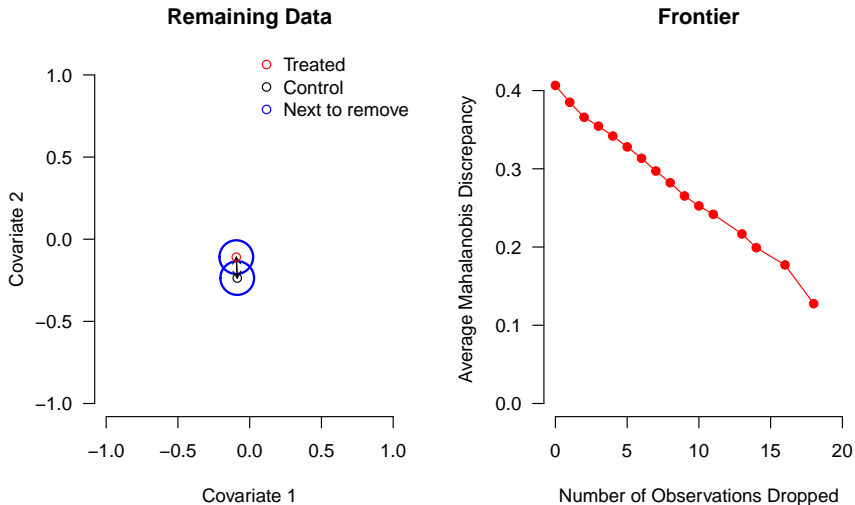 Remaining Data
Treated
Control
Next to remove
1.0
0.5
0.0
−0.5
−1.0
Covariate 2
−1.0 −0.5 0.0 0.5 1.0
Covariate 1
Frontier
0.4
0.3
0.2
0.1
0.0
Average Mahalanobis Discrepancy
0 5 10 15 20
Number of Observations Dropped